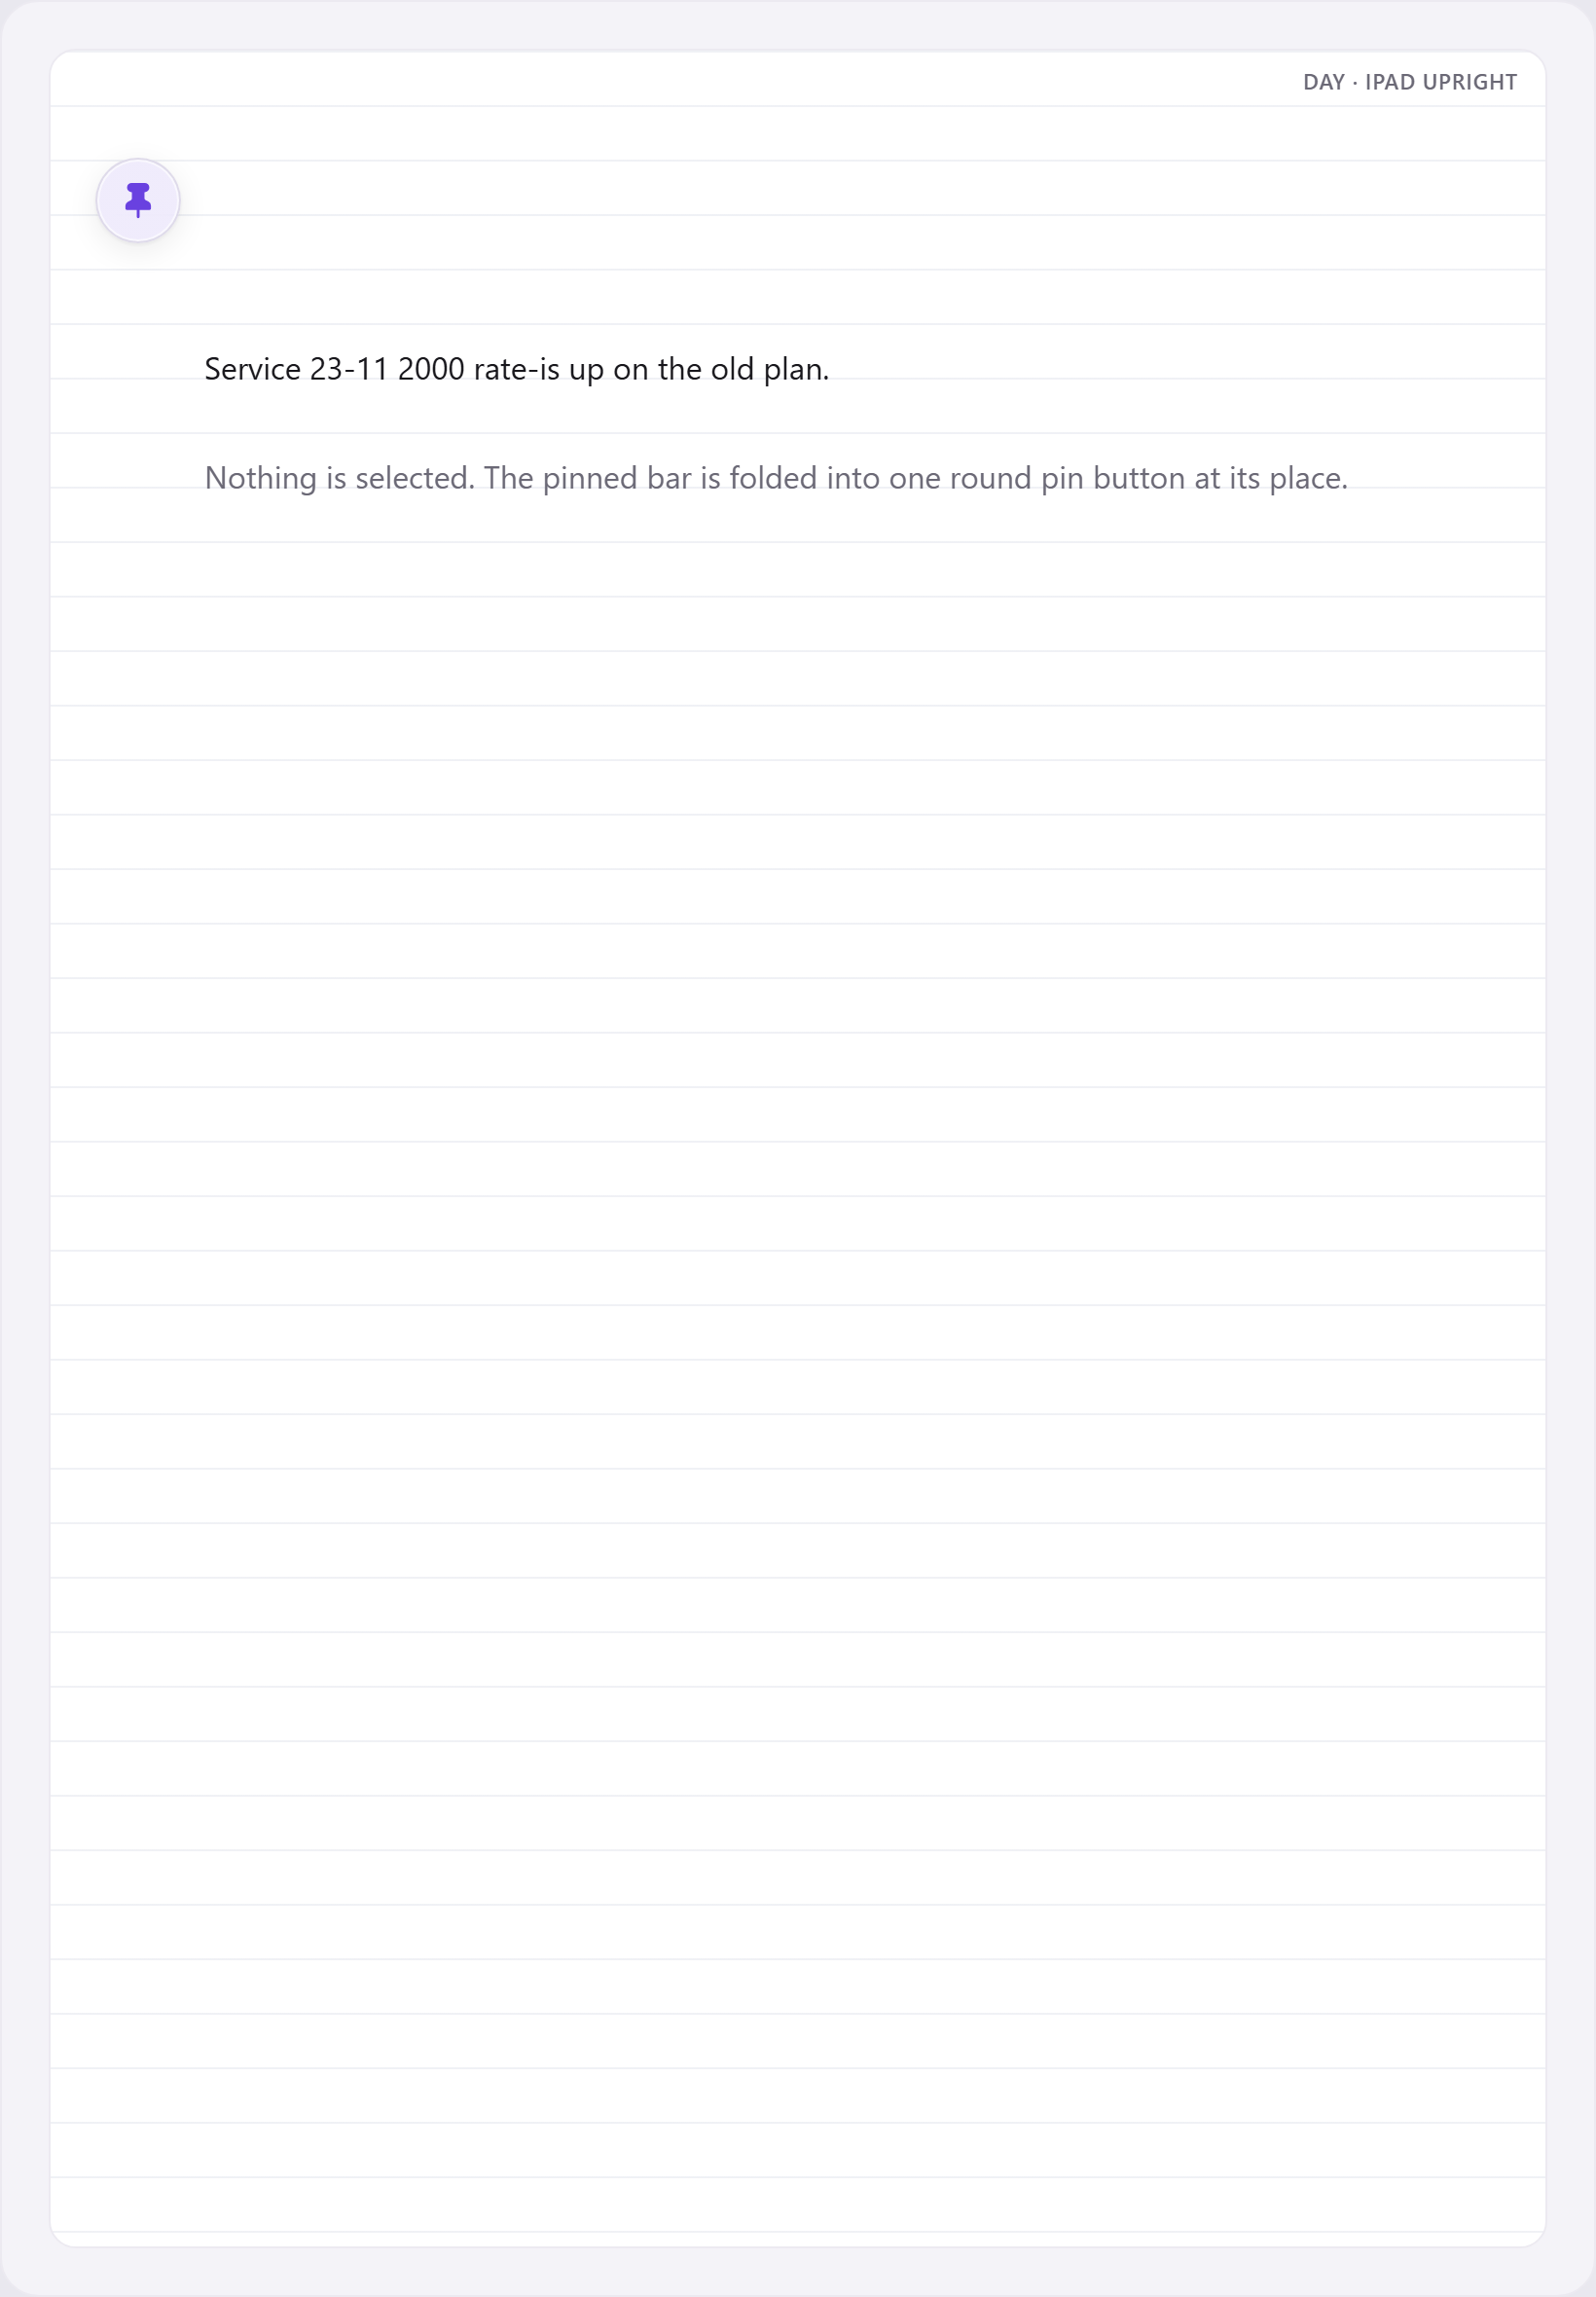 DAY · IPAD UPRIGHT
Service 23-11 2000 rate-is up on the old plan.
Nothing is selected. The pinned bar is folded into one round pin button at its place.